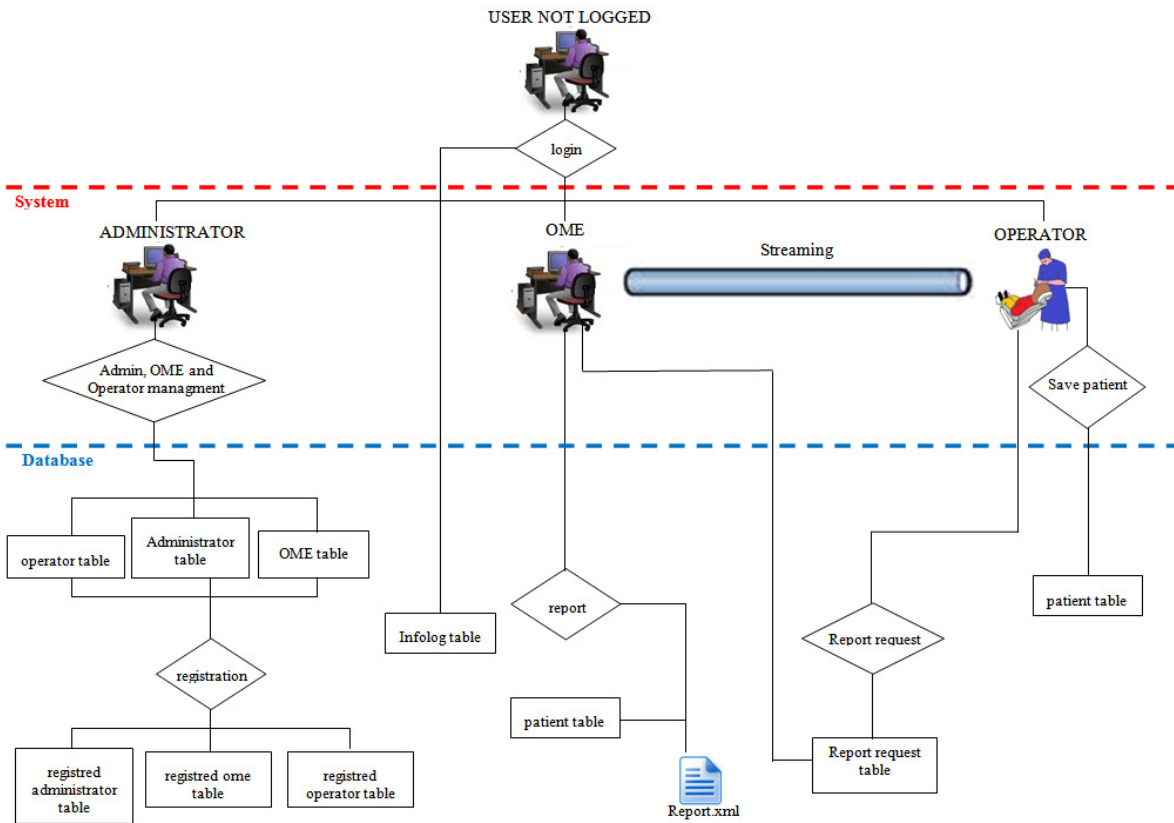 USER NOT LOGGED
login
System
ADMINISTRATOR
OME
Streaming
OPERATOR
Admin, OME and
Operator managment
Save patient
Database
operator table
Administrator
table
OME table
report
patient table
Infolog table
Report request
registration
patient table
registred
administrator
table
registred ome
table
registred
operator table
Report request
table
Report.xml